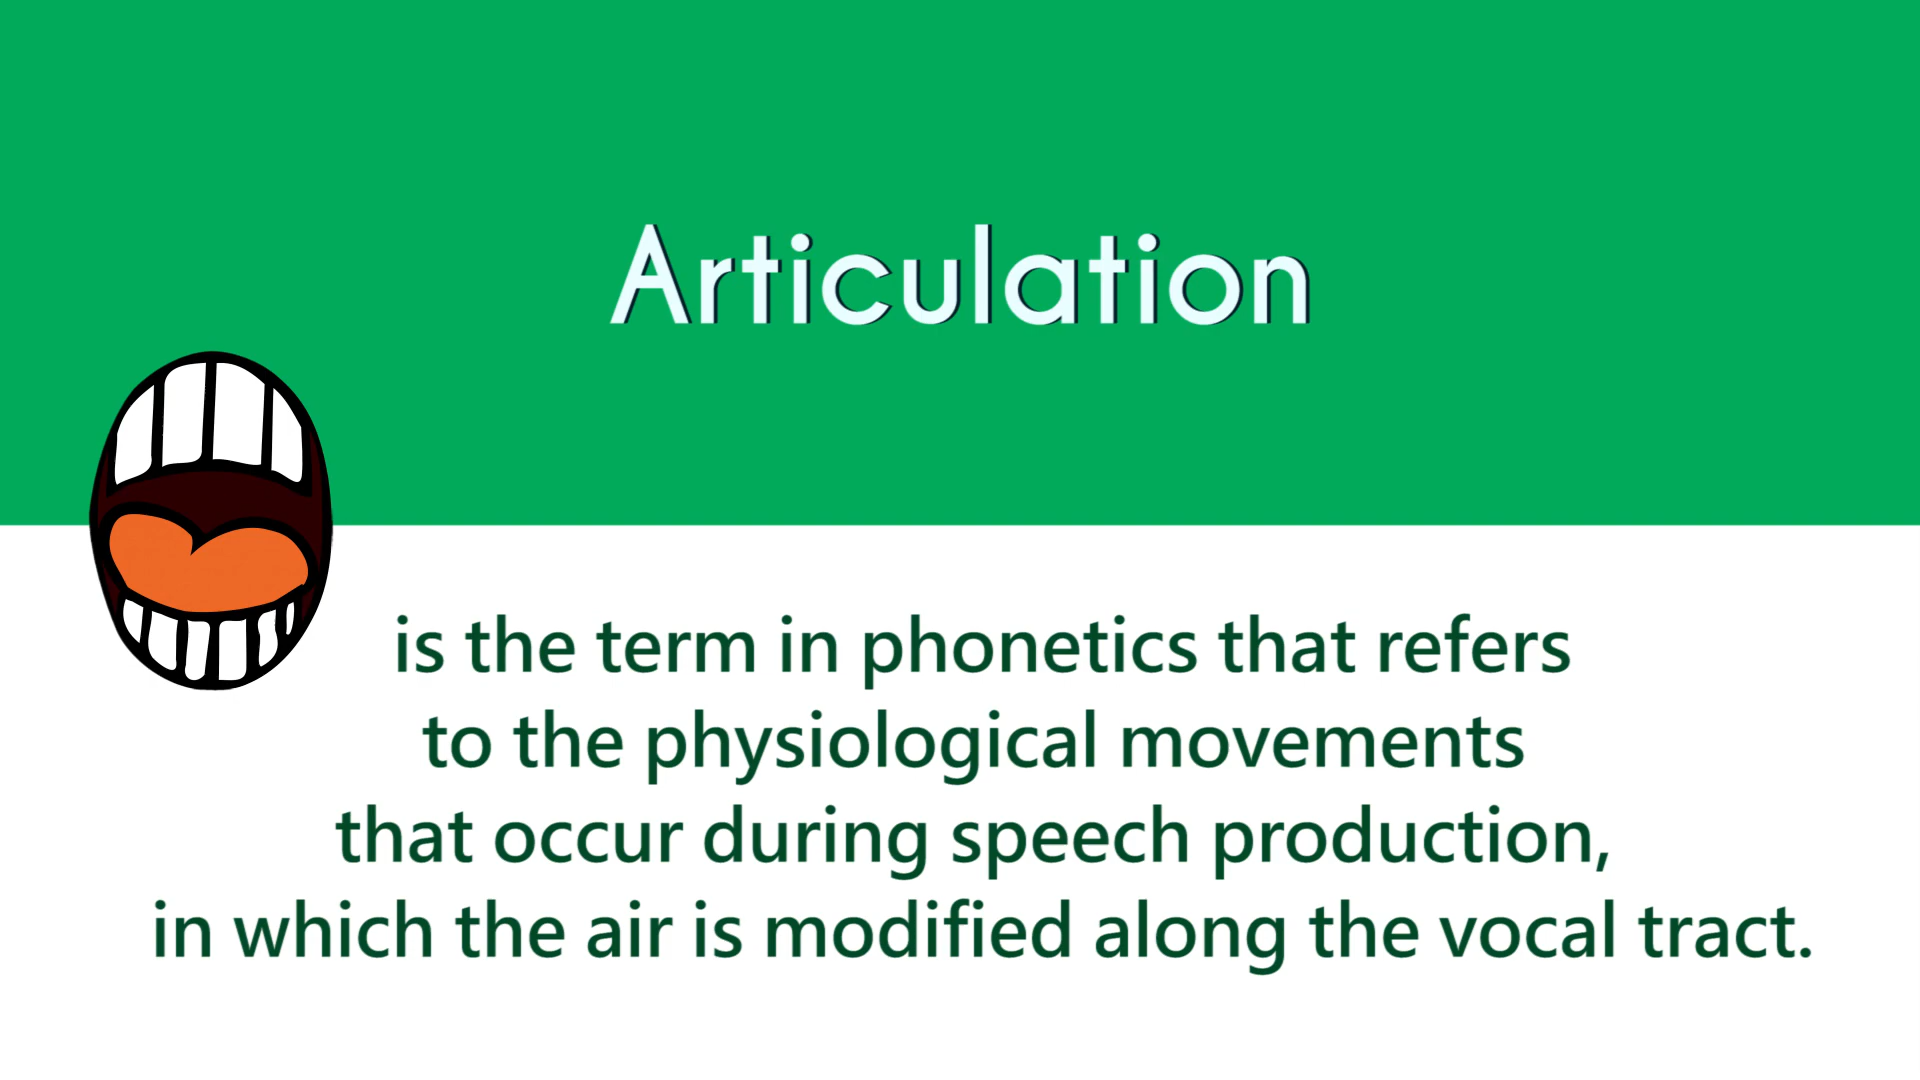 Articulation
is the term in phonetics that refers
to the physiological movements
that occur during speech production,
in which the air is modified along the vocal tract.